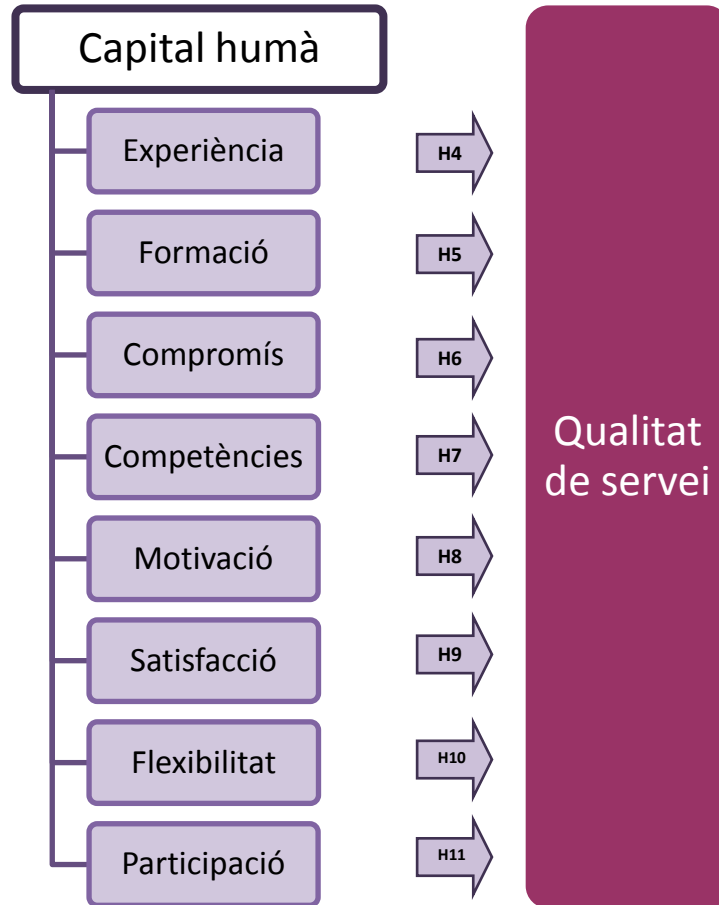 Capital humà
Experiència
H4
Formació
H5
Compromís
H6
Competències
H7
Motivació
H8
Satisfacció
H9
Flexibilitat
H10
Participació
H11
Qualitat
de servei